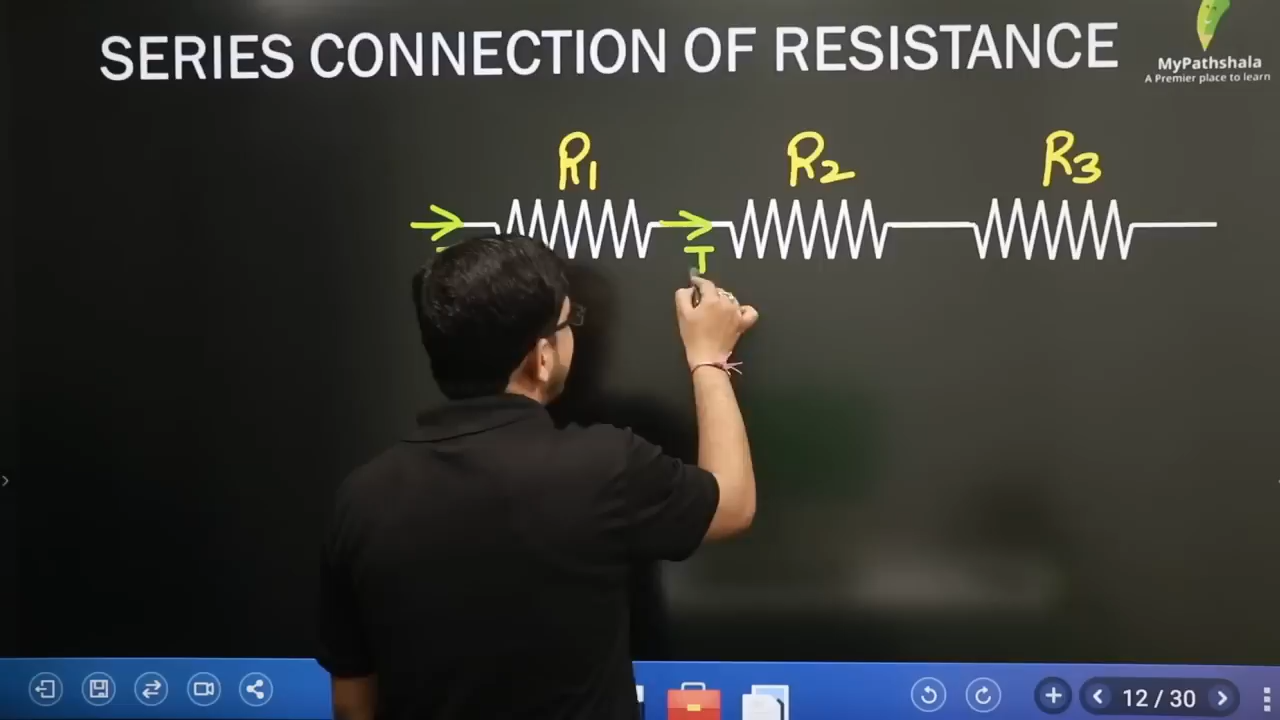 SERIES CONNECTION OF RESISTANCE
MyPathshala
A Premier place to learn
R1
R2
R3
12 / 30